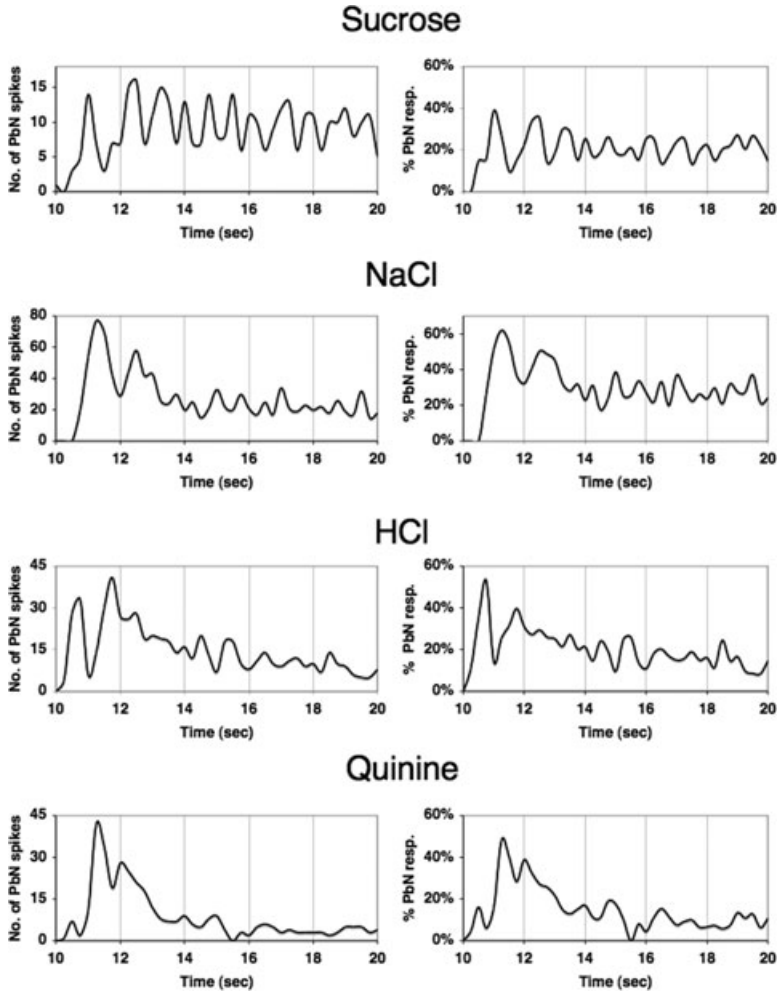 Sucrose
No. of PbN spikes
15
10
5
0
10 12 14 16 18 20
Time (sec)
% PbN resp.
60%
40%
20%
0%
10 12 14 16 18 20
Time (sec)
NaCl
No. of PbN spikes
80
60
40
20
0
10 12 14 16 18 20
Time (sec)
% PbN resp.
60%
40%
20%
0%
10 12 14 16 18 20
Time (sec)
HCl
No. of PbN spikes
45
30
15
0
10 12 14 16 18 20
Time (sec)
% PbN resp.
60%
40%
20%
0%
10 12 14 16 18 20
Time (sec)
Quinine
No. of PbN spikes
45
30
15
0
10 12 14 16 18 20
Time (sec)
% PbN resp.
60%
40%
20%
0%
10 12 14 16 18 20
Time (sec)